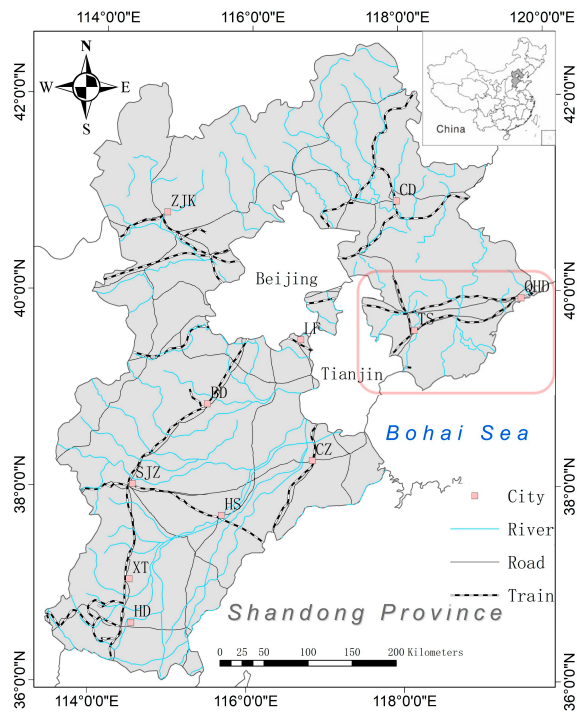 114°0'0"E 116°0'0"E 118°0'0"E 120°0'0"E
N
W E
S
China
42°0'0"N 42°0'0"N
ZJK
CD
Beijing
40°0'0"N 40°0'0"N
QHD
TS
LF
Tianjin
BD
Bohai Sea
CZ
SJZ
38°0'0"N 38°0'0"N
HS
City
River
Road
XT
Train
HD
Shandong Province
0 25 50 100 150 200 Kilometers
36°0'0"N 36°0'0"N
114°0'0"E 116°0'0"E 118°0'0"E